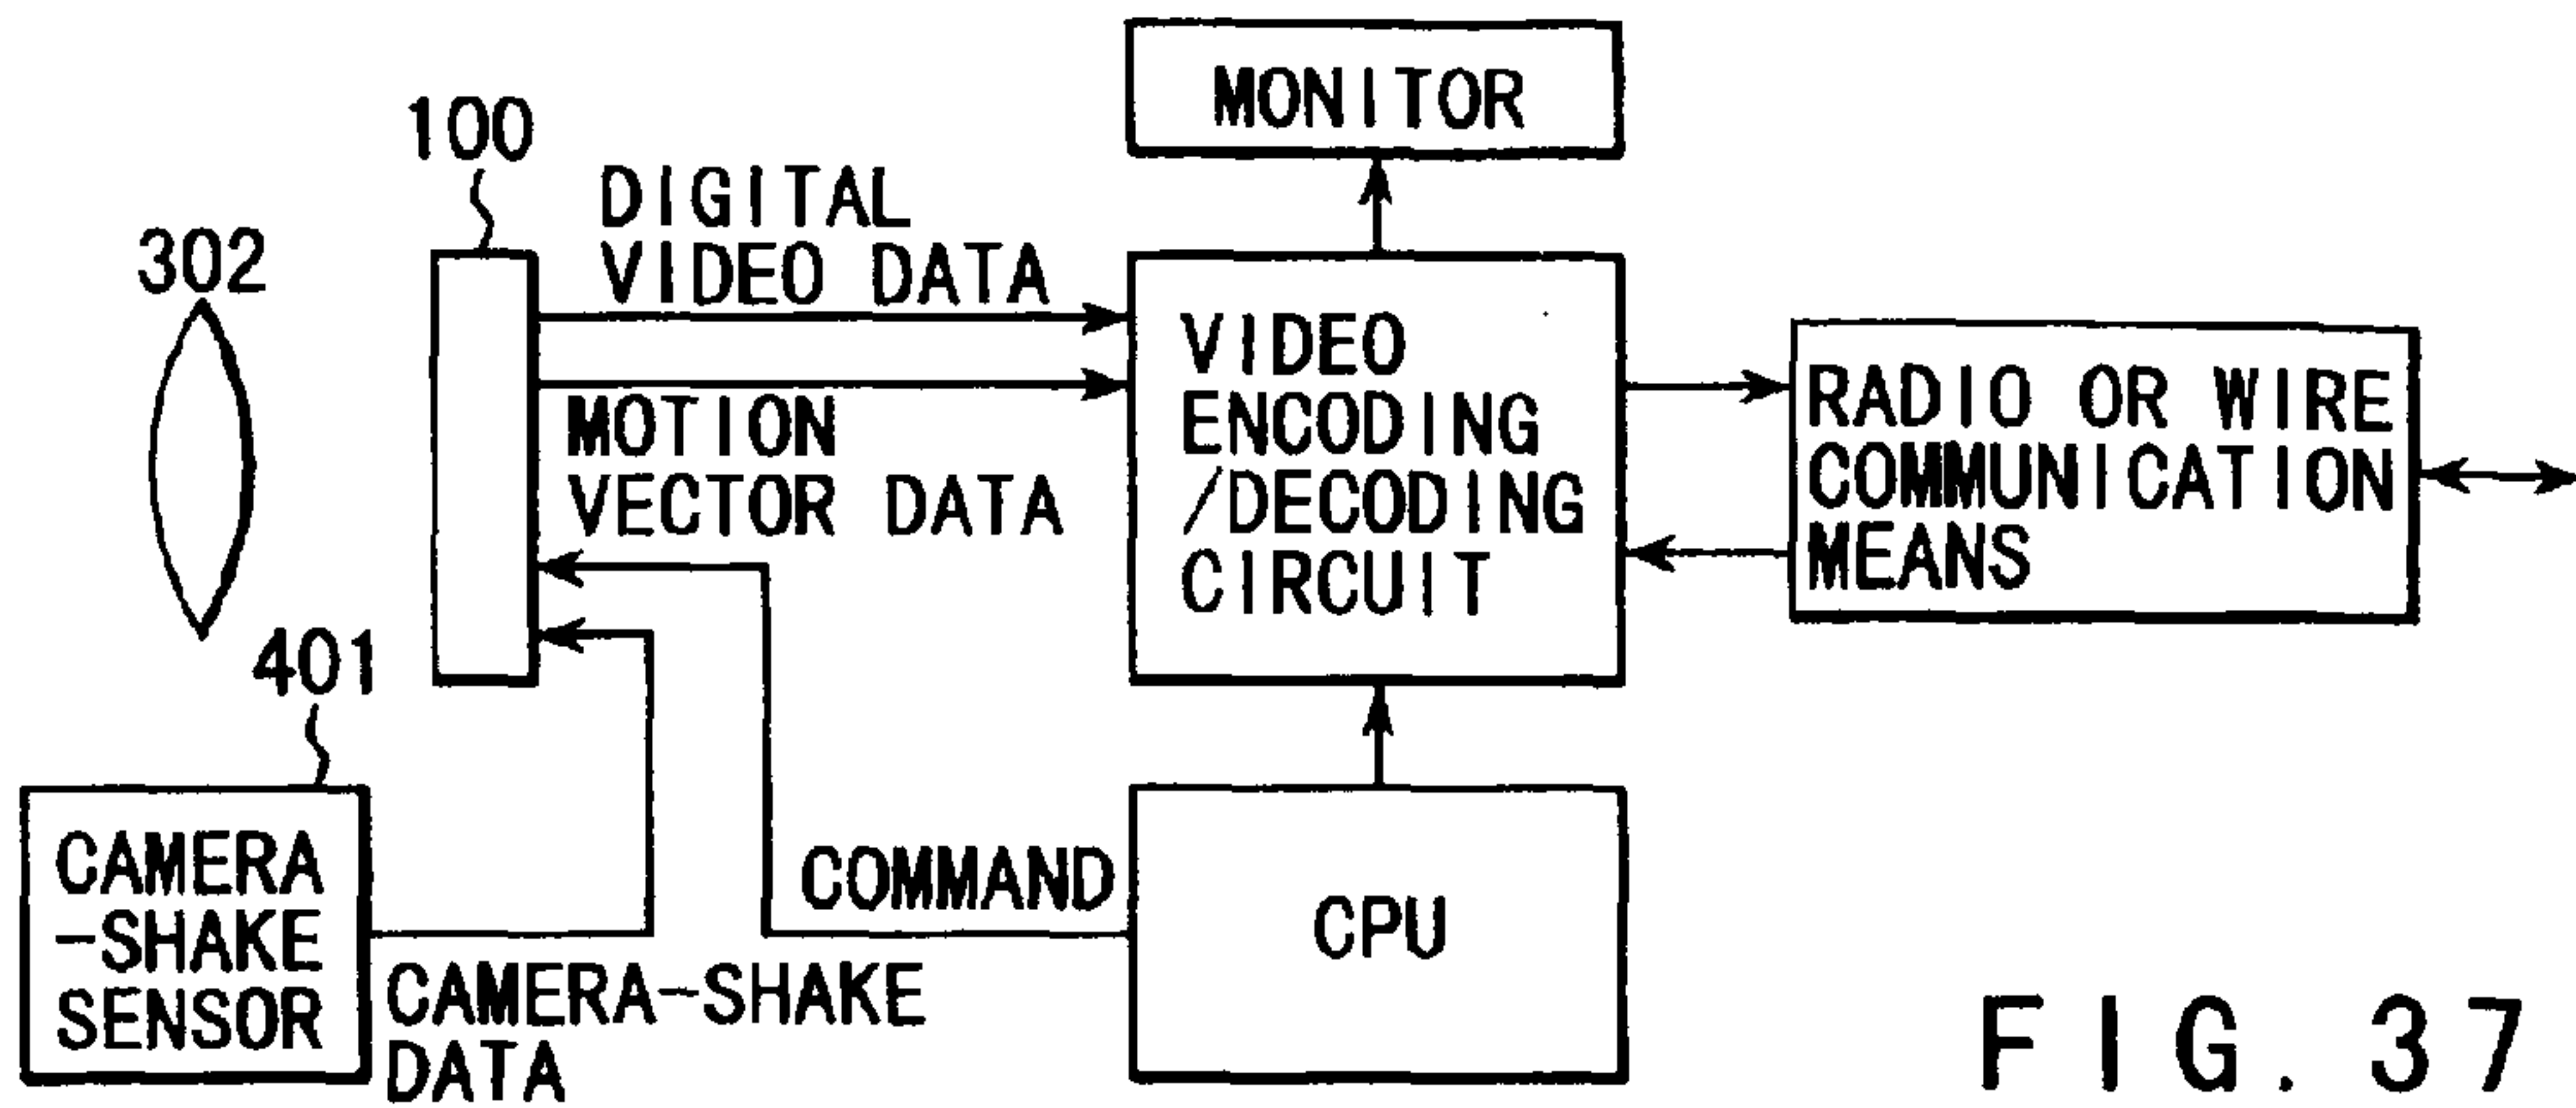 MONITOR
100
DIGITAL
VIDEO DATA
302
VIDEO
ENCODING
/DECODING
CIRCUIT
RADIO OR WIRE
COMMUNICATION
MEANS
MOTION
VECTOR DATA
401
CAMERA
-SHAKE
SENSOR
COMMAND
CPU
CAMERA-SHAKE
DATA
FIG. 37